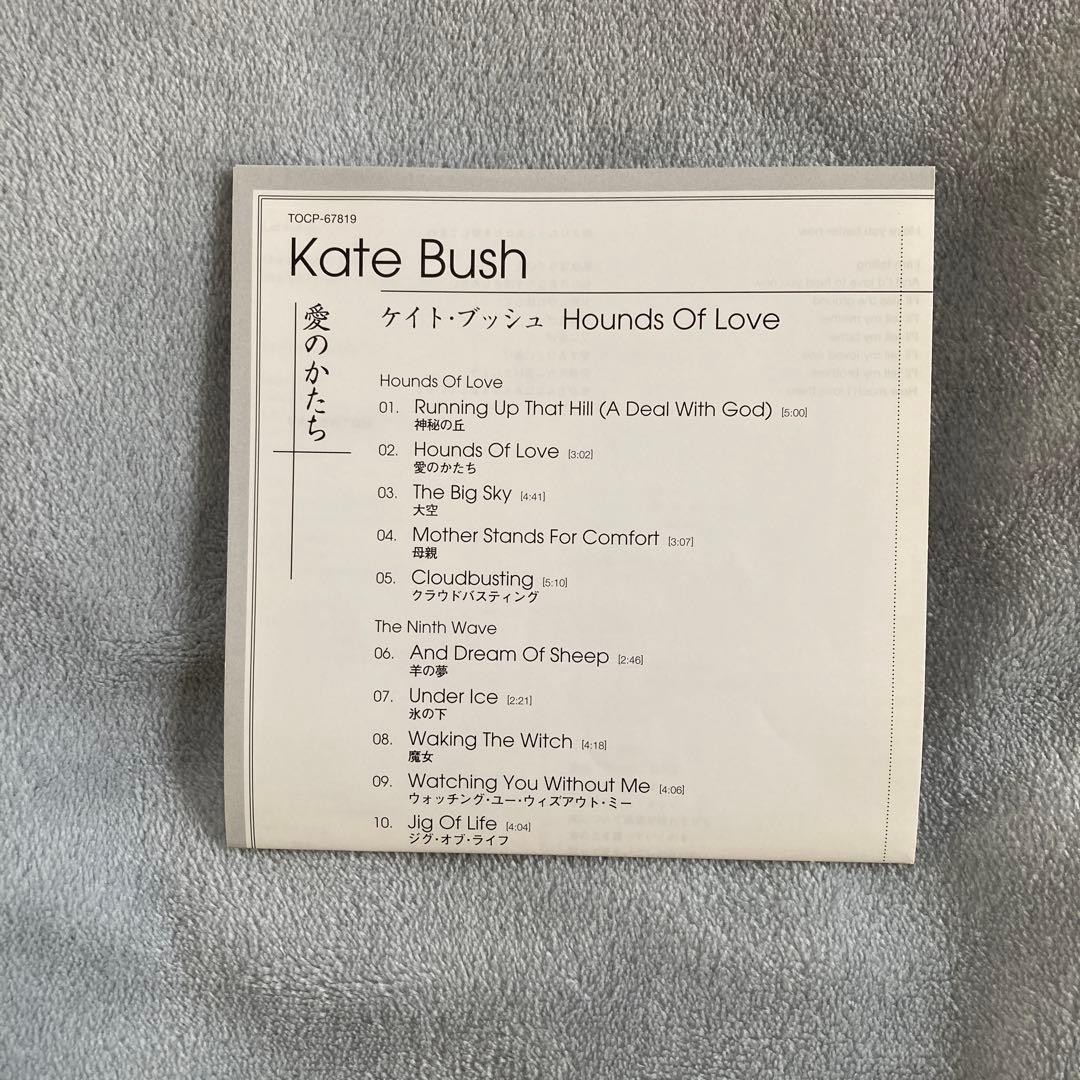 TOCP-67819
Kate Bush
愛のかたち
ケイト・ブッシュ Hounds Of Love
Hounds Of Love
01. Running Up That Hill (A Deal With God) [5:00]
神秘の丘
02. Hounds Of Love [3:02]
愛のかたち
03. The Big Sky [4:41]
大空
04. Mother Stands For Comfort [3:07]
母親
05. Cloudbusting [5:10]
クラウドバスティング
The Ninth Wave
06. And Dream Of Sheep [2:46]
羊の夢
07. Under Ice [2:21]
氷の下
08. Waking The Witch [4:18]
魔女
09. Watching You Without Me [4:06]
ウォッチング・ユー・ウィズアウト・ミー
10. Jig Of Life [4:04]
ジグ・オブ・ライフ